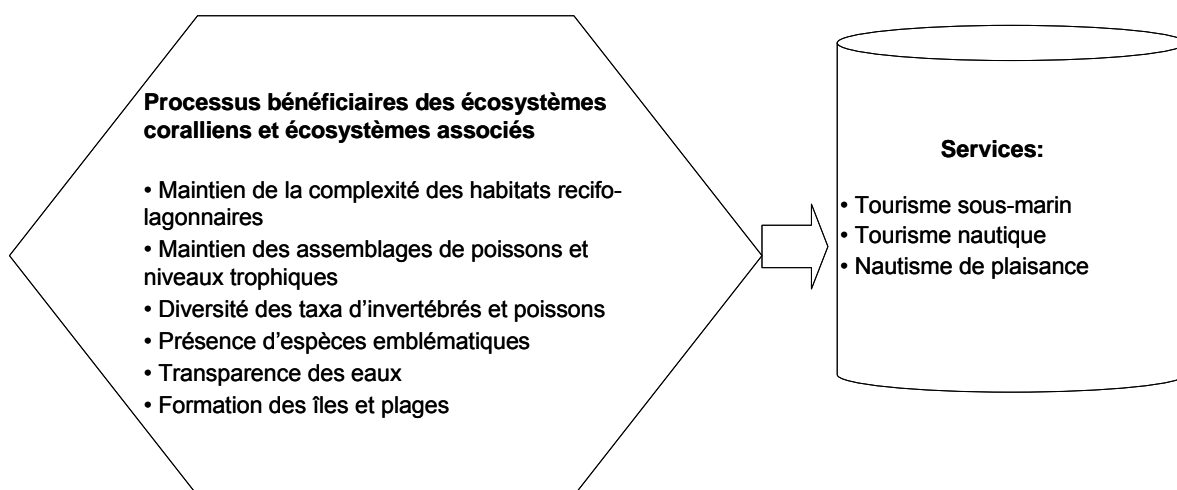 Processus bénéficiaires des écosystèmes
coralliens et écosystèmes associés
• Maintien de la complexité des habitats recifo-
lagonnaires
• Maintien des assemblages de poissons et
niveaux trophiques
• Diversité des taxa d'invertébrés et poissons
• Présence d'espèces emblématiques
• Transparence des eaux
• Formation des îles et plages
Services:
• Tourisme sous-marin
• Tourisme nautique
• Nautisme de plaisance